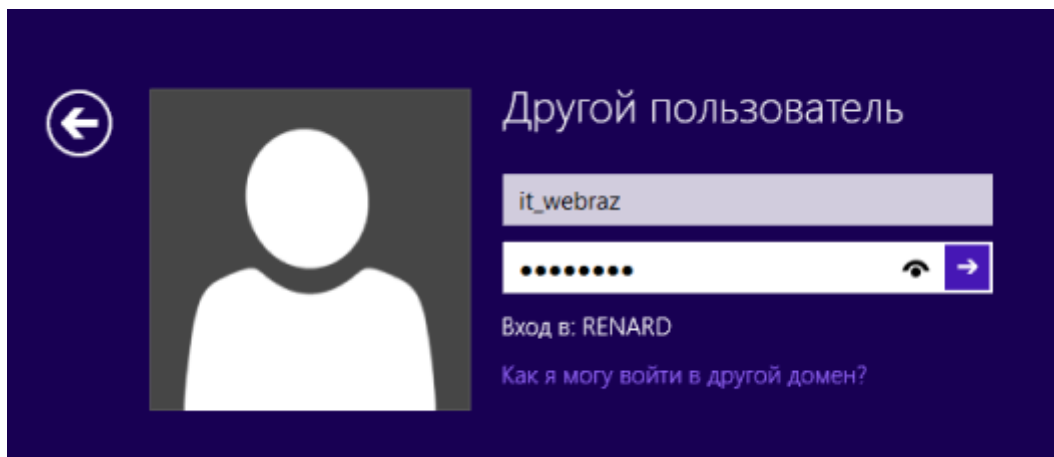 Другой пользователь
it_webraz
••••••••
Вход в: RENARD
Как я могу войти в другой домен?